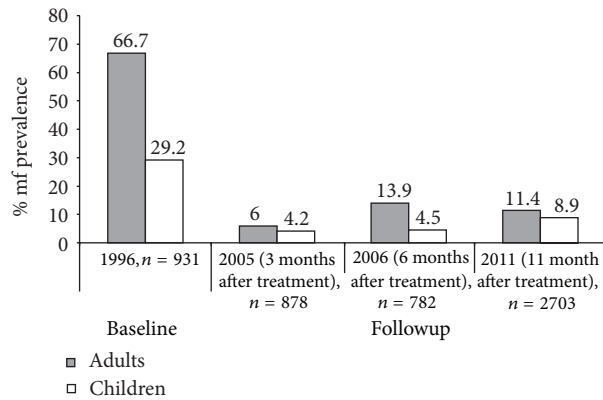 % mf prevalence
80
70
60
50
40
30
20
10
0
66.7
29.2
6
4.2
13.9
4.5
11.4
8.9
1996, n = 931
2005 (3 months
after treatment),
n = 878
2006 (6 months
after treatment),
n = 782
2011 (11 month
after treatment),
n = 2703
Baseline
Followup
Adults
Children